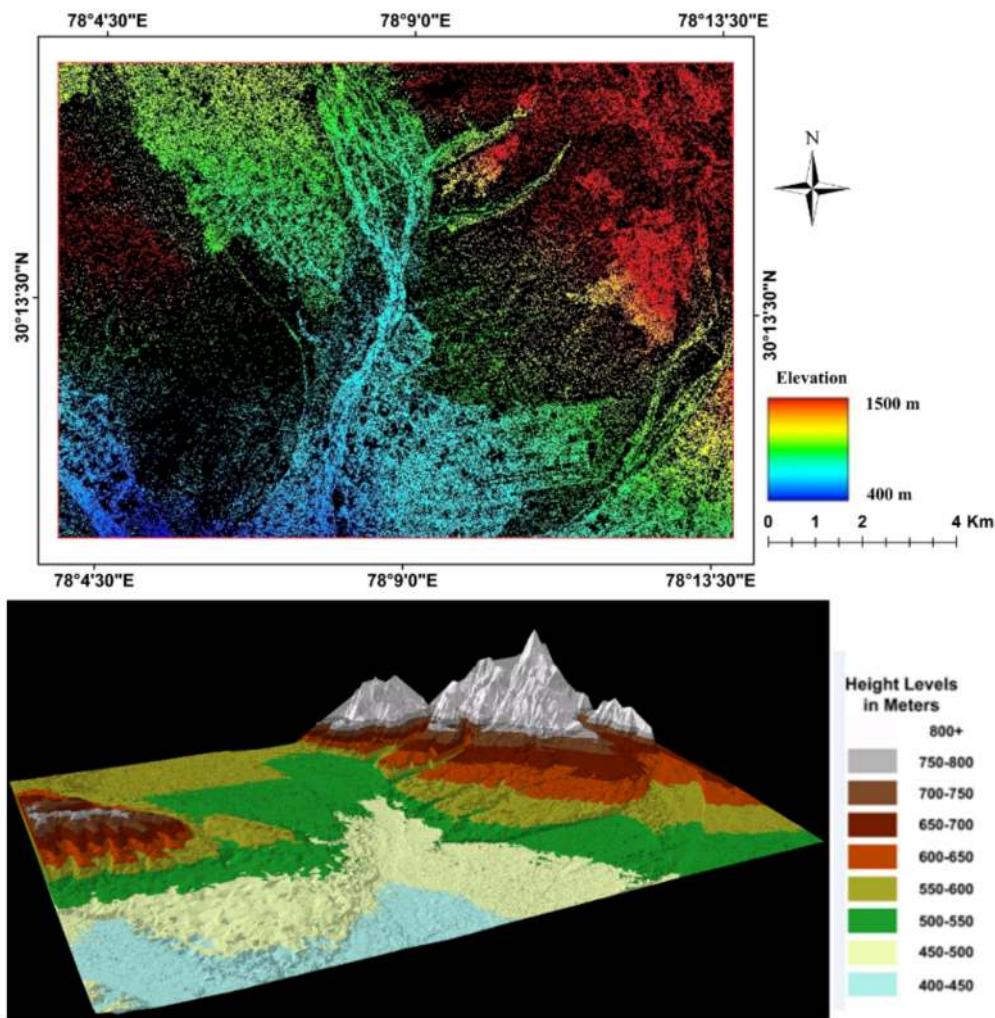 78°4'30"E 78°9'0"E 78°13'30"E
N
30°13'30"N
30°13'30"N
Elevation
1500 m
400 m
0 1 2 4 Km
78°4'30"E 78°9'0"E 78°13'30"E
Height Levels
in Meters
800+
750-800
700-750
650-700
600-650
550-600
500-550
450-500
400-450